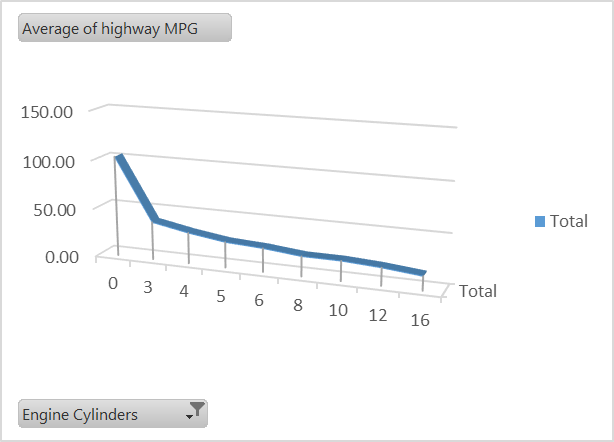 Average of highway MPG
150.00
100.00
50.00
0.00
0 3 4 5 6 8 10 12 16
Total
Total
Engine Cylinders